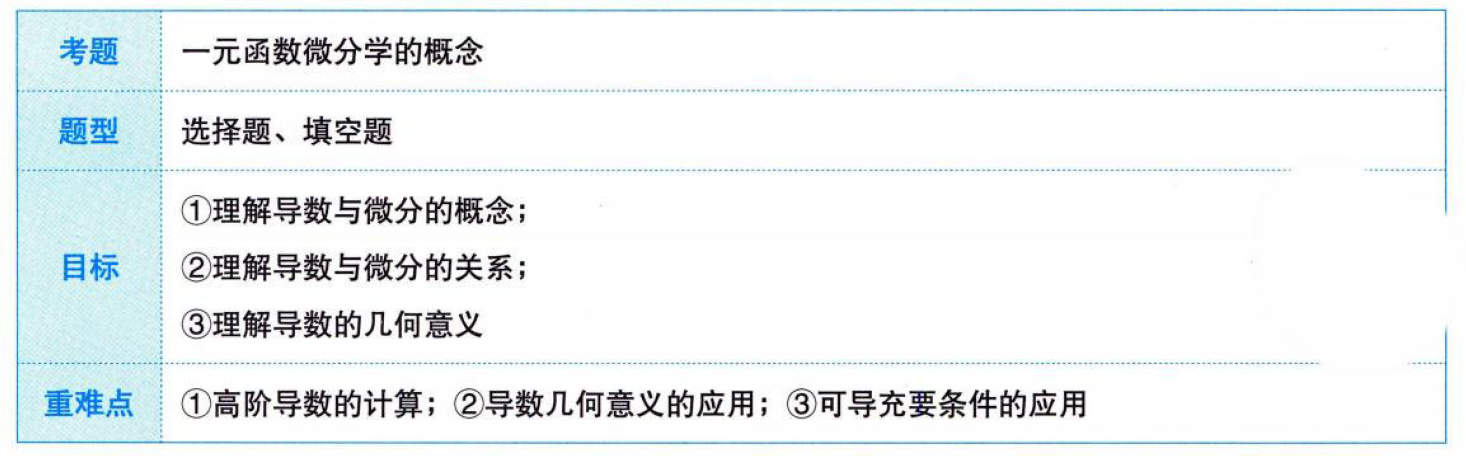 考题 一元函数微分学的概念
题型 选择题、填空题
①理解导数与微分的概念；
目标 ②理解导数与微分的关系；
③理解导数的几何意义
重难点 ①高阶导数的计算；②导数几何意义的应用；③可导充要条件的应用